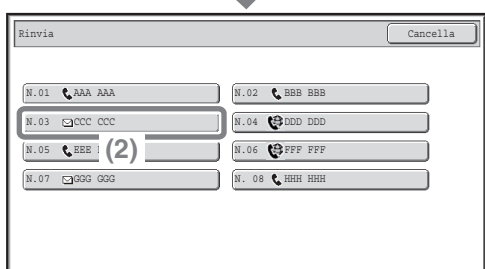 Rinvia Cancella
N.01 AAA AAA N.02 BBB BBB
N.03 CCC CCC N.04 DDD DDD
N.05 EEE (2) N.06 FFF FFF
N.07 GGG GGG N. 08 HHH HHH